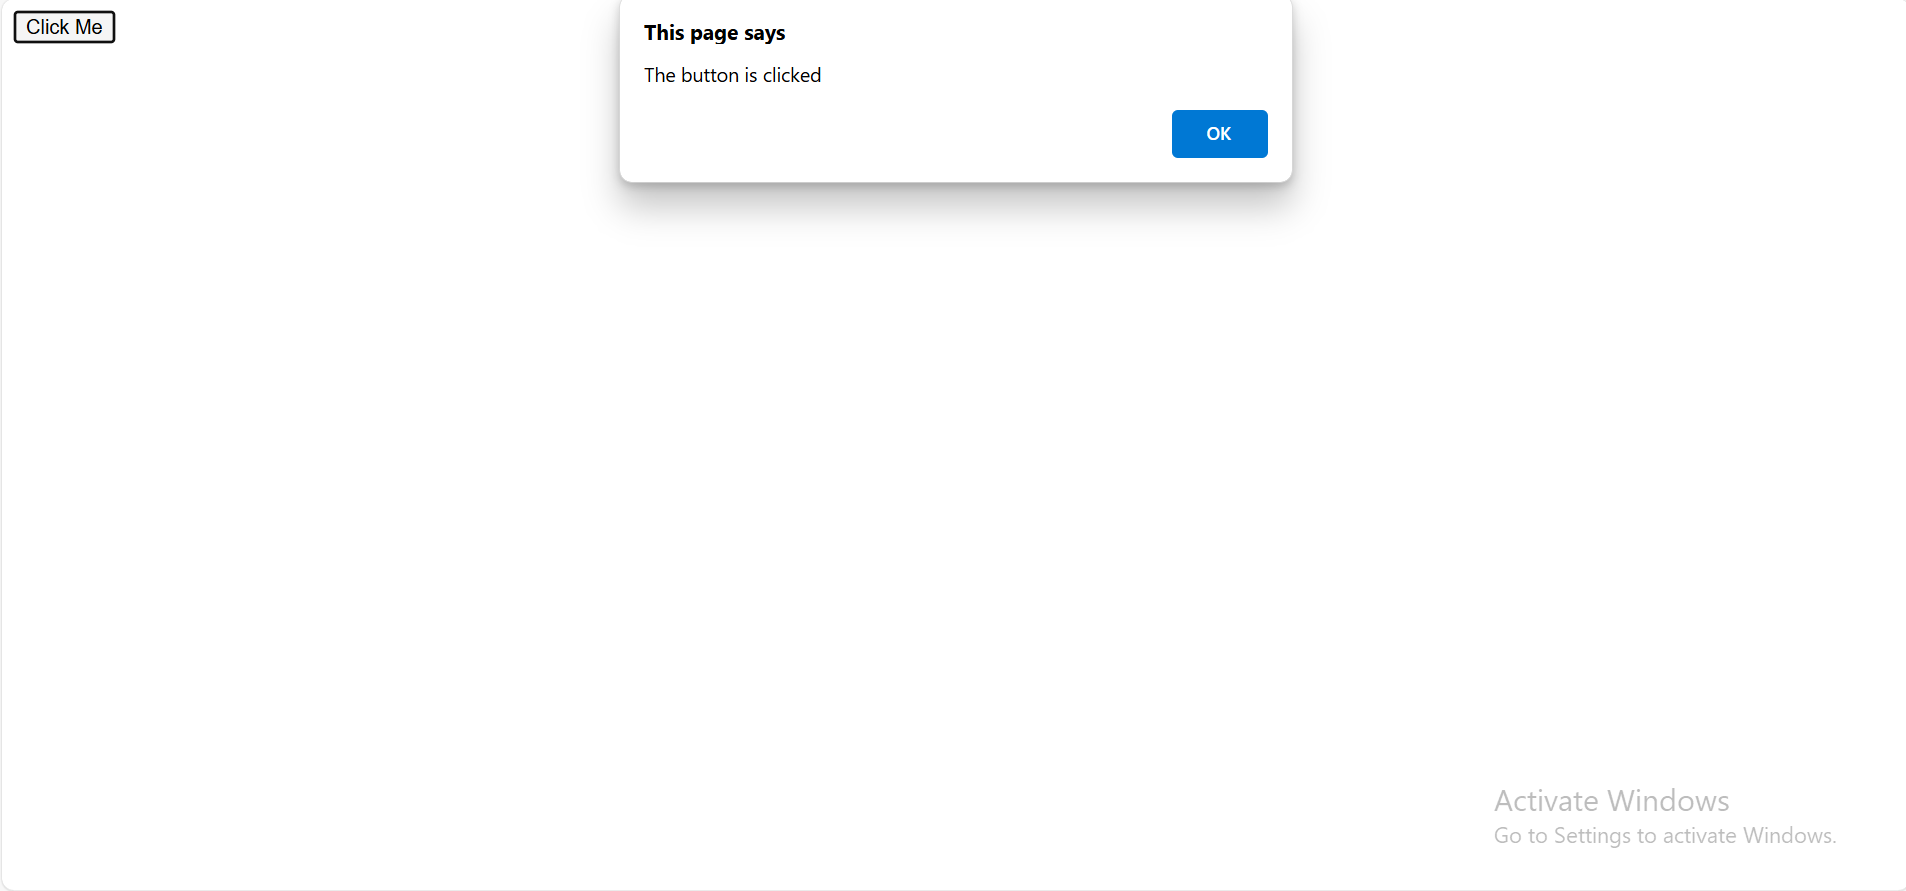 Click Me
This page says
The button is clicked
OK
Activate Windows
Go to Settings to activate Windows.